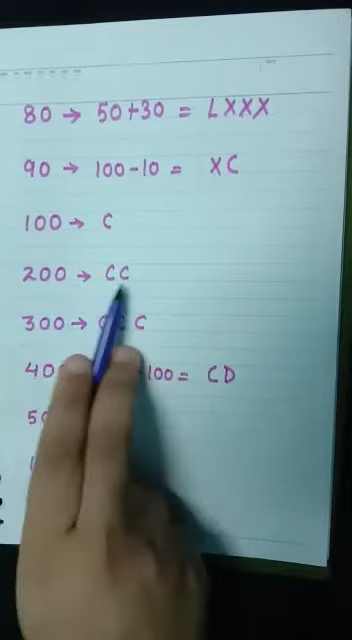 80 → 50+30 = LXXX
90 → 100-10 = XC
100 → C
200 → CC
300 → C C
100 = CD